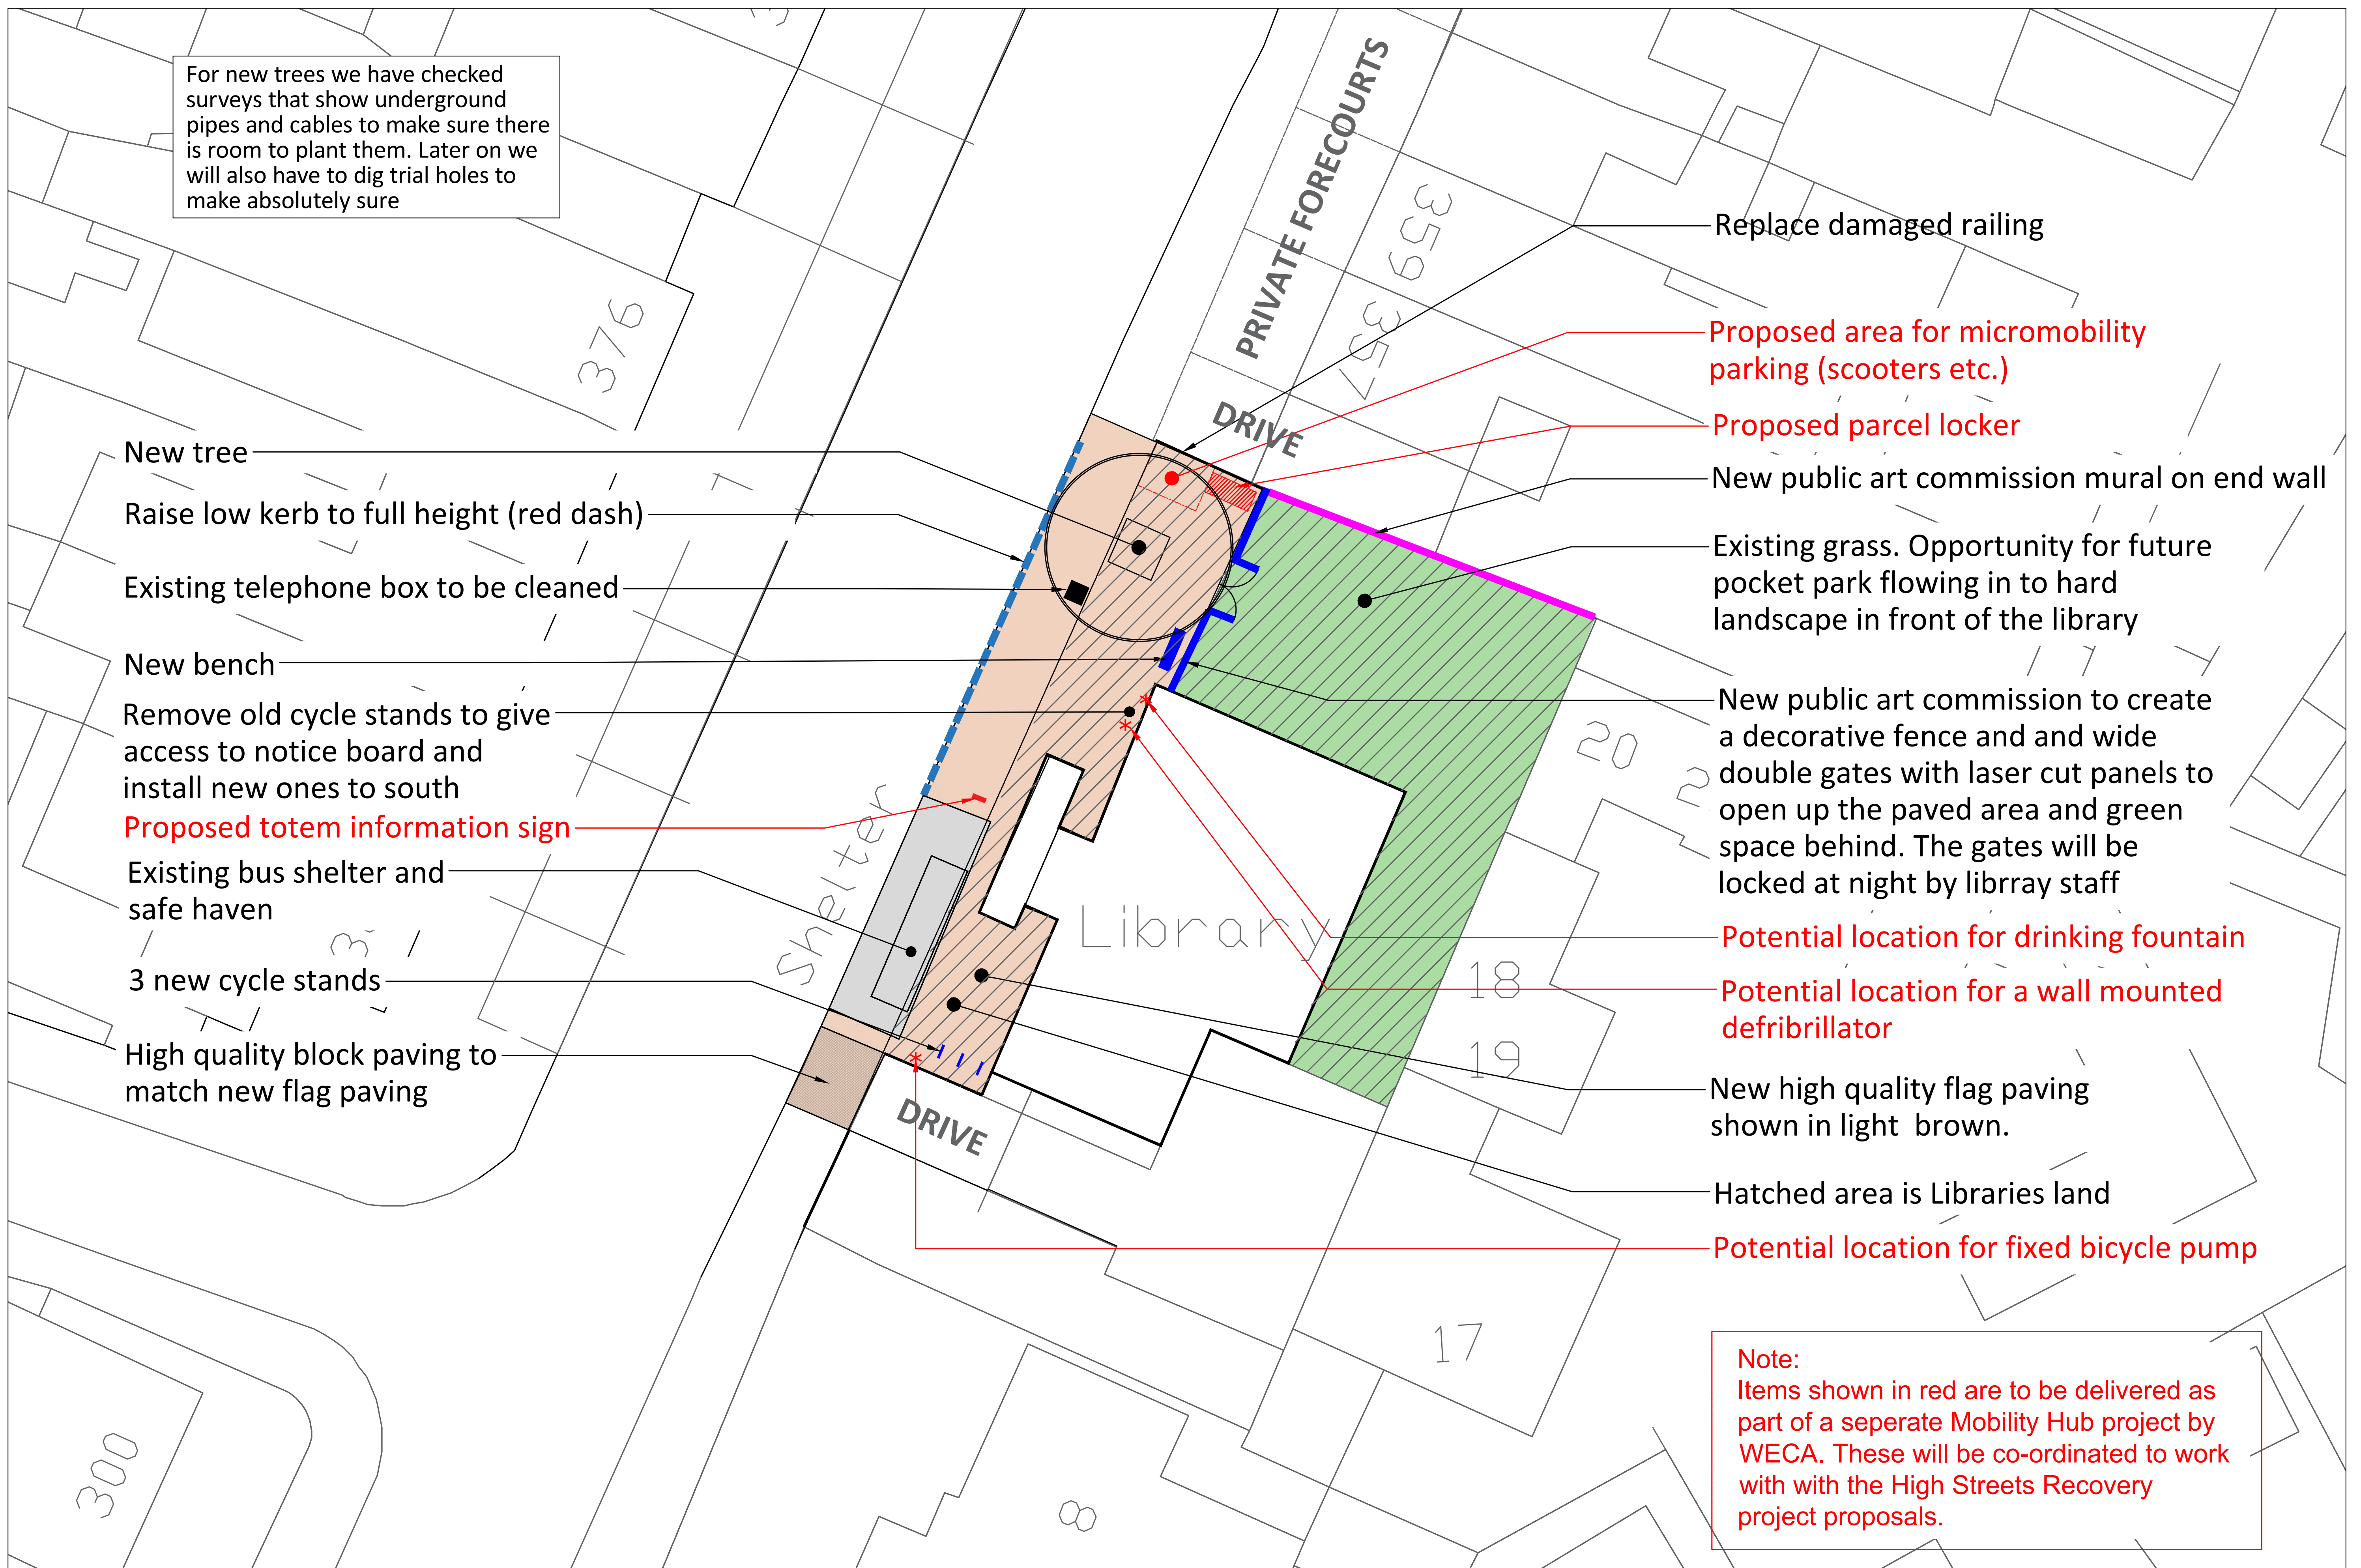 For new trees we have checked
surveys that show underground
pipes and cables to make sure there
is room to plant them. Later on we
will also have to dig trial holes to
make absolutely sure
New tree
Raise low kerb to full height (red dash)
Existing telephone box to be cleaned
New bench
Remove old cycle stands to give
access to notice board and
install new ones to south
Proposed totem information sign
Existing bus shelter and
safe haven
3 new cycle stands
High quality block paving to
match new flag paving
376
300
PRIVATE FORECOURTS
359
357
DRIVE
Shelter
Library
DRIVE
20
18
19
17
8
Replace damaged railing
Proposed area for micromobility
parking (scooters etc.)
Proposed parcel locker
New public art commission mural on end wall
Existing grass. Opportunity for future
pocket park flowing in to hard
landscape in front of the library
New public art commission to create
a decorative fence and and wide
double gates with laser cut panels to
open up the paved area and green
space behind. The gates will be
locked at night by librray staff
Potential location for drinking fountain
Potential location for a wall mounted
defribrillator
New high quality flag paving
shown in light brown.
Hatched area is Libraries land
Potential location for fixed bicycle pump
Note:
Items shown in red are to be delivered as
part of a seperate Mobility Hub project by
WECA. These will be co-ordinated to work
with with the High Streets Recovery
project proposals.